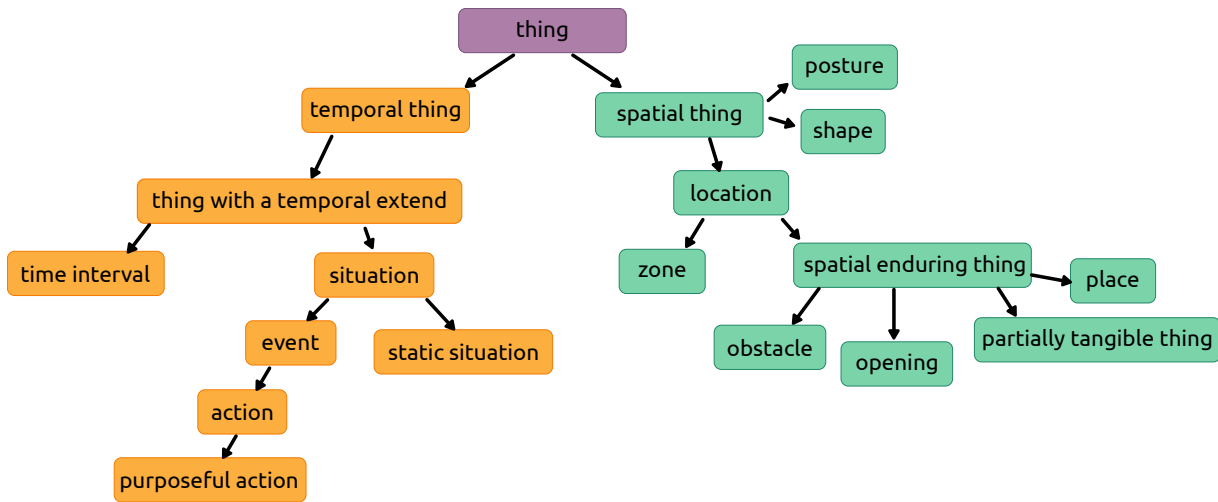 thing
posture
temporal thing
spatial thing
shape
thing with a temporal extend
location
time interval
situation
zone
spatial enduring thing
place
event
static situation
obstacle
opening
partially tangible thing
action
purposeful action